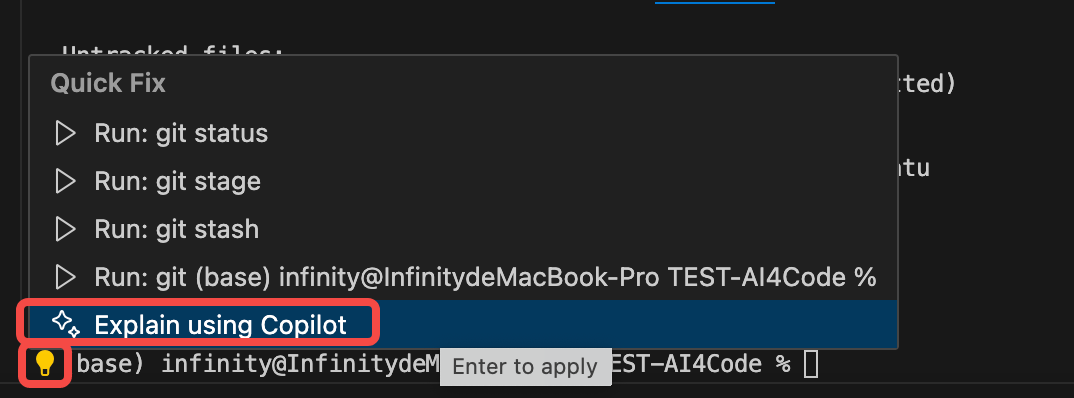 Untracked files:
Quick Fix
tted)
Run: git status
atu
Run: git stage
Run: git stash
Run: git (base) infinity@InfinitydeMacBook-Pro TEST-AI4Code %
Explain using Copilot
base) infinity@InfinitydeM EST-AI4Code %
Enter to apply